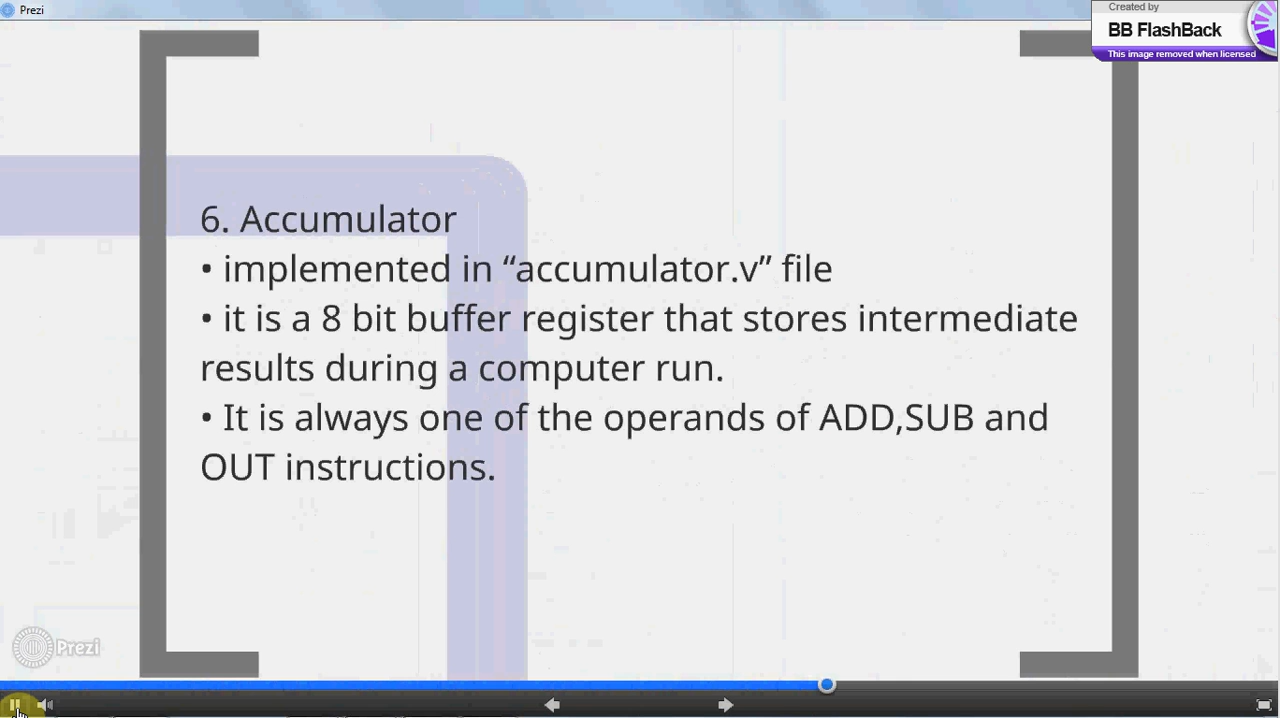 Prezi
Created by
BB FlashBack
This image removed when licensed
6. Accumulator
• implemented in “accumulator.v” file
• it is a 8 bit buffer register that stores intermediate
results during a computer run.
• It is always one of the operands of ADD,SUB and
OUT instructions.
Prezi